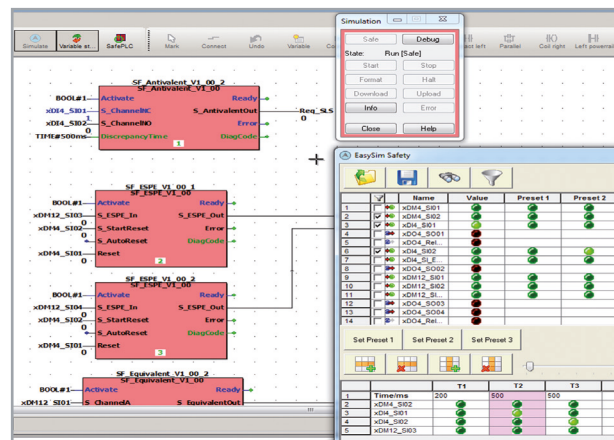 Simulation
Simulate Variable st... SafePLC Mark Connect Undo Variable
ast left Parallel Coil right Left powerrail
Safe Debug
State: Run [Safe]
Start Stop
Format Halt
Download Upload
Info Error
Close Help
SF_Antivalent_V1_00_2
SF_Antivalent_V1_00
BOOL#1 Activate Ready
xDI4_SI01 S_ChannelNC S_AntivalentOut Req_SLS
1 0
xDI4_SI02 S_ChannelNO Error
0
TIME#500ms DiscrepancyTime DiagCode
1
SF_ESPE_V1_00_1
SF_ESPE_V1_00
BOOL#1 Activate Ready
xDM12_SI03 S_ESPE_In S_ESPE_Out
0
xDM4_SI02 S_StartReset Error
0
S_AutoReset DiagCode
xDI4_SI01 Reset
0
2
SF_ESPE_V1_00_2
SF_ESPE_V1_00
BOOL#1 Activate Ready
xDM12_SI04 S_ESPE_In S_ESPE_Out
0
xDM4_SI02 S_StartReset Error
0
S_AutoReset DiagCode
xDM4_SI01 Reset
0
3
SF_Equivalent_V1_00_2
SF_Equivalent_V1_00
BOOL#1 Activate Ready
xDM12_SI01 S_ChannelA S_EquivalentOut
EasySim Safety
Name Value Preset 1 Preset 2
1 xDM4_SI01
2 xDM4_SI02
3 xDI4_SI01
4 xDO4_SO01
5 xDO4_Rel...
6 xDI4_SI02
7 xDI4_SI_E...
8 xDO4_SO02
9 xDM12_SI01
10 xDM12_SI02
11 xDM12_SI...
12 xDO4_SO03
13 xDO4_SO04
14 xDO4_Rel...
Set Preset 1 Set Preset 2 Set Preset 3
T1 T2 T3
1 Time/ms 200 500 500
2 xDM4_SI02
3 xDI4_SI01
4 xDI4_SI02
5 xDM12_SI03